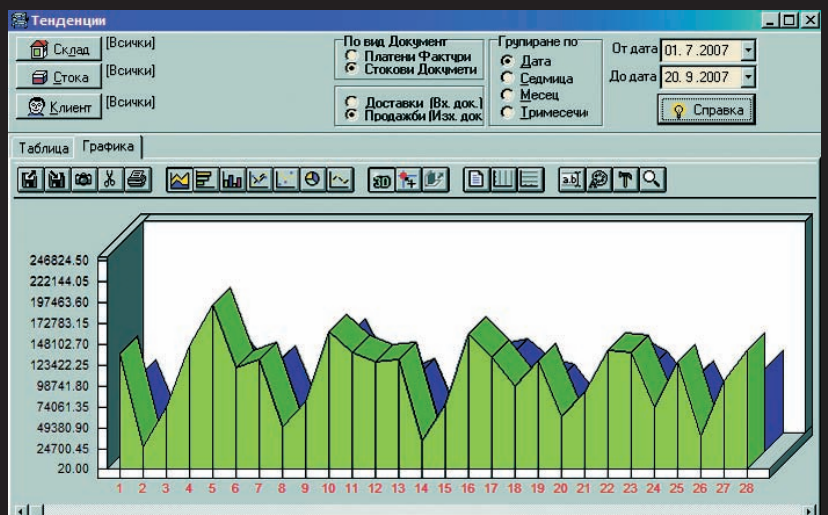 Тенденции
Склад [Всички]
Стока [Всички]
Клиент [Всички]
По вид Документ
Платени Фактури
Стокови Докумети
Доставки (Вх. док.)
Продажби (Изх. док
Групиране по
Дата
Седмица
Месец
Тримесечи
От дата 01. 7 .2007
До дата 20. 9 .2007
Справка
Таблица Графика
3D
246824.50
222144.05
197463.60
172783.15
148102.70
123422.25
98741.80
74061.35
49380.90
24700.45
20.00
1 2 3 4 5 6 7 8 9 10 11 12 13 14 15 16 17 18 19 20 21 22 23 24 25 26 27 28